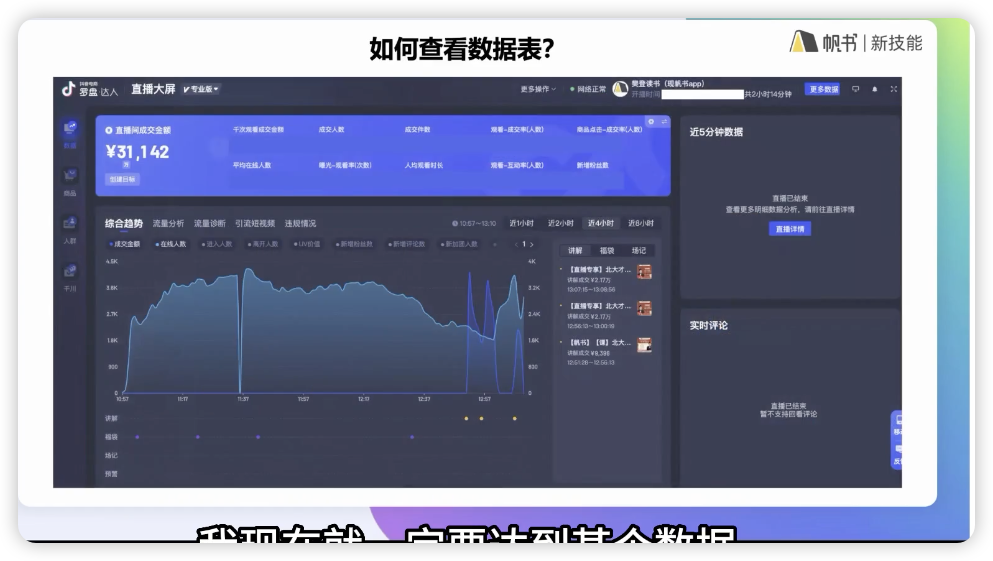 如何查看数据表？
帆书 | 新技能
抖音电商
罗盘 达人
直播大屏
专业版
更多操作
网络正常
樊登读书（现帆书app）
开播时间
共2小时14分钟
更多数据
直播间成交金额
¥31,142
万
创建目标
千次观看成交金额
成交人数
成交件数
观看-成交率(人数)
商品点击-成交率(人数)
平均在线人数
曝光-观看率(次数)
人均观看时长
观看-互动率(人数)
新增粉丝数
近5分钟数据
直播已结束
查看更多明细数据分析，请前往直播详情
直播详情
商品
人群
千川
综合趋势
流量分析
流量诊断
引流短视频
违规情况
10:57~13:10
近1小时
近2小时
近4小时
近8小时
成交金额
在线人数
进入人数
离开人数
UV价值
新增粉丝数
新增评论数
新加团人数
1
4.5K
3.6K
2.7K
1.8K
900
0
4K
3.2K
2.4K
1.6K
800
0
10:57
11:17
11:37
11:57
12:17
12:37
12:57
讲解
福袋
场记
预警
讲解
福袋
场记
【直播专享】北大才...
讲解成交 ¥2.17万
13:07:15~13:08:56
【直播专享】北大才...
讲解成交 ¥2.17万
12:56:13~13:00:19
【帆书】【课】北大...
讲解成交 ¥9,398
12:51:26~12:55:13
实时评论
直播已结束
暂不支持回看评论
我现在就一定要达到某个数据